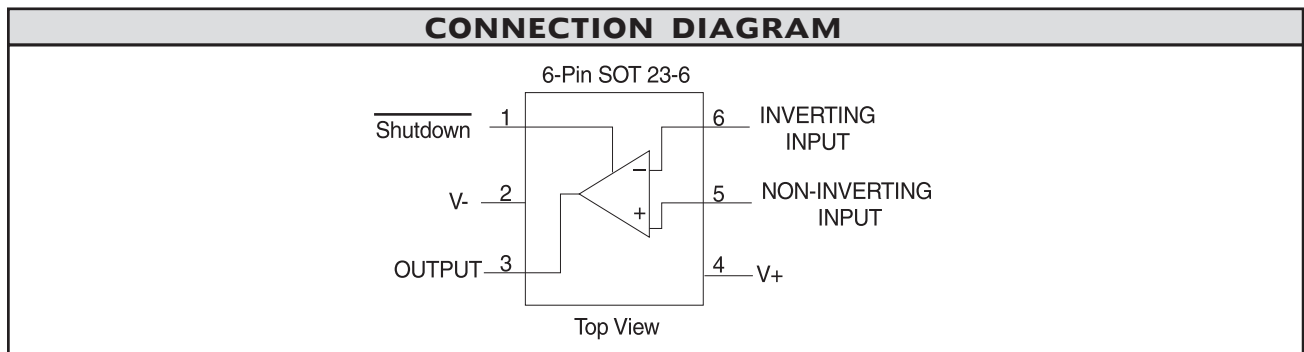 CONNECTION DIAGRAM
6-Pin SOT 23-6
Shutdown 1
6 INVERTING
INPUT
V- 2
5 NON-INVERTING
INPUT
OUTPUT 3
4 V+
−
+
Top View